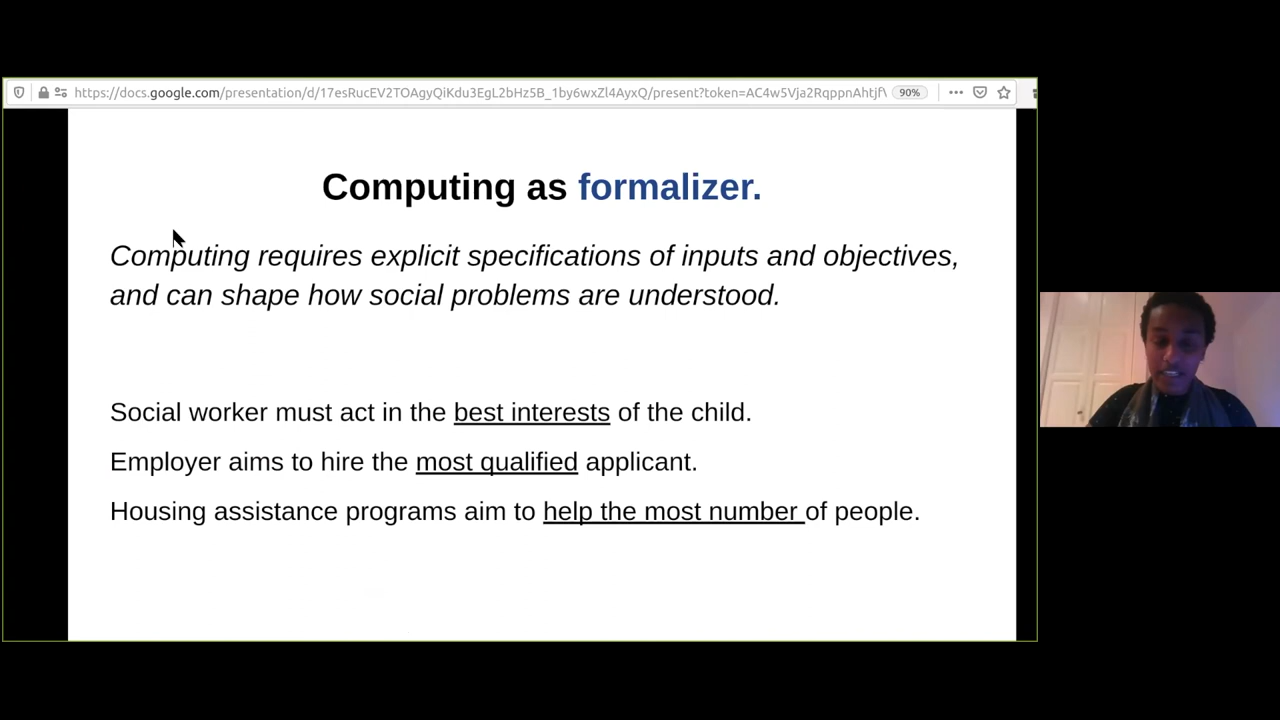 https://docs.google.com/presentation/d/17esRucEV2TOAgyQiKdu3EgL2bHz5B_1by6wxZl4AyxQ/present?token=AC4w5Vja2RqppnAhtjf 90%
Computing as formalizer.
Computing requires explicit specifications of inputs and objectives,
and can shape how social problems are understood.
Social worker must act in the best interests of the child.
Employer aims to hire the most qualified applicant.
Housing assistance programs aim to help the most number of people.